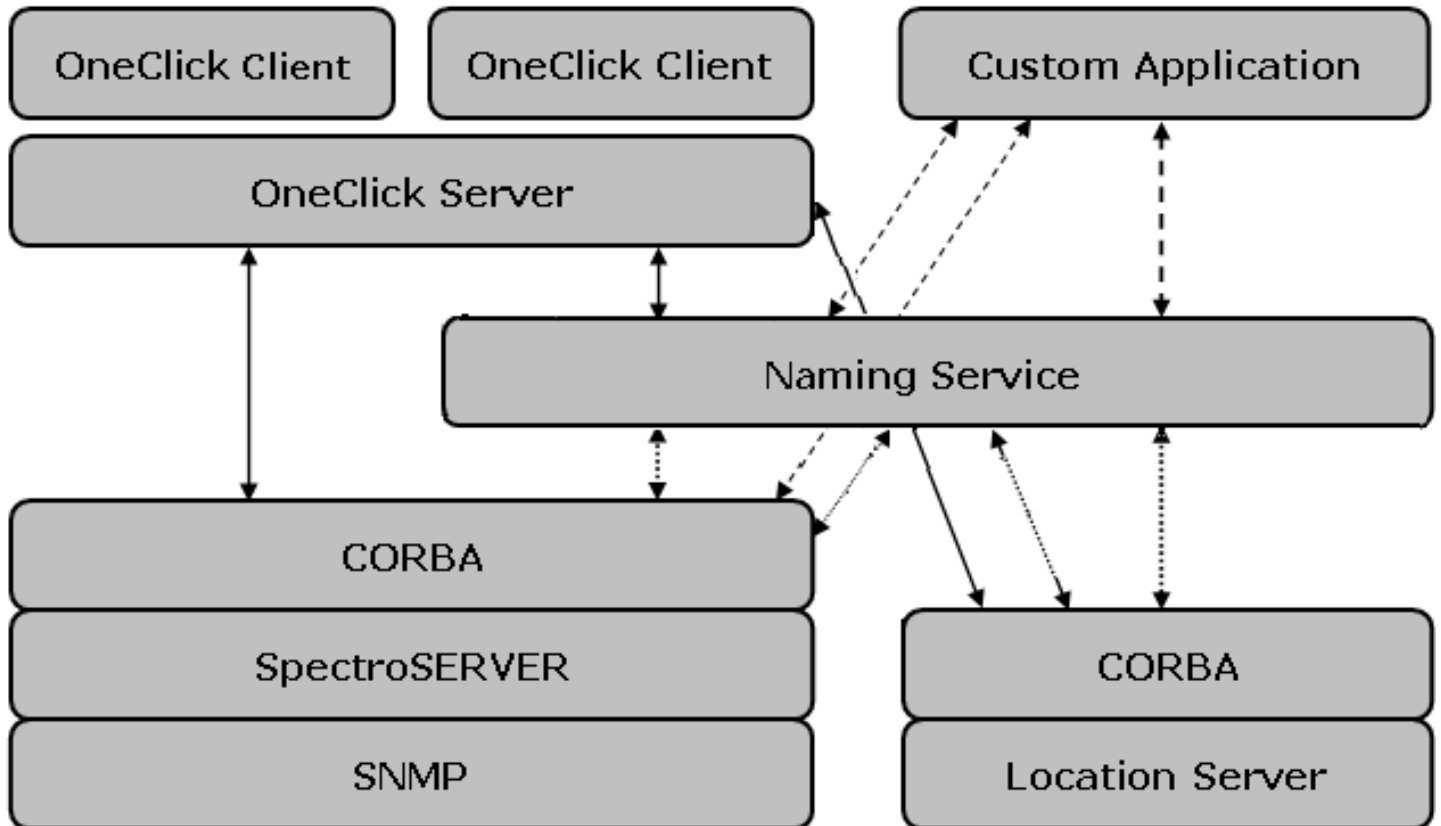 OneClick Client
OneClick Client
Custom Application
OneClick Server
Naming Service
CORBA
SpectroSERVER
CORBA
SNMP
Location Server